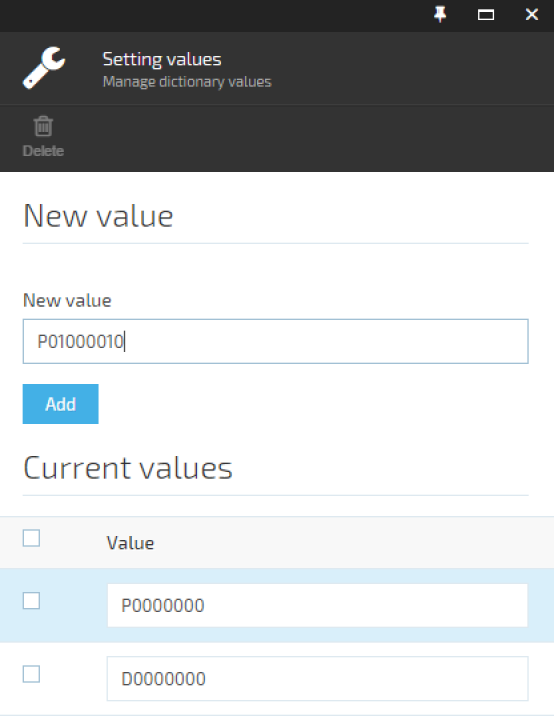 Setting values
Manage dictionary values
Delete
New value
New value
P01000010
Add
Current values
Value
P0000000
D0000000